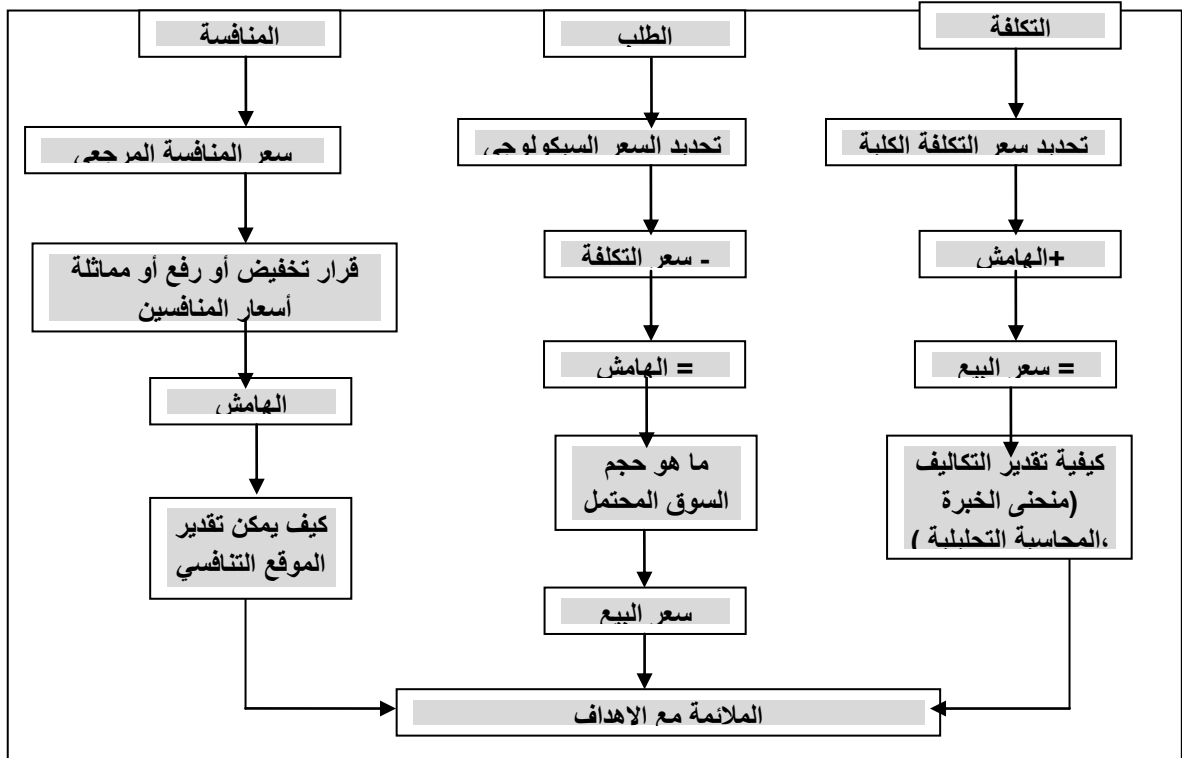 التكلفة
تحديد سعر التكلفة الكلية
+الهامش
= سعر البيع
كيفية تقدير التكاليف
(منحنى الخبرة
،المحاسبة التحليلية )
الطلب
تحديد السعر السيكولوجي
- سعر التكلفة
= الهامش
ما هو حجم
السوق المحتمل
سعر البيع
المنافسة
سعر المنافسة المرجعي
قرار تخفيض أو رفع أو مماثلة
أسعار المنافسين
الهامش
كيف يمكن تقدير
الموقع التنافسي
الملائمة مع الاهداف